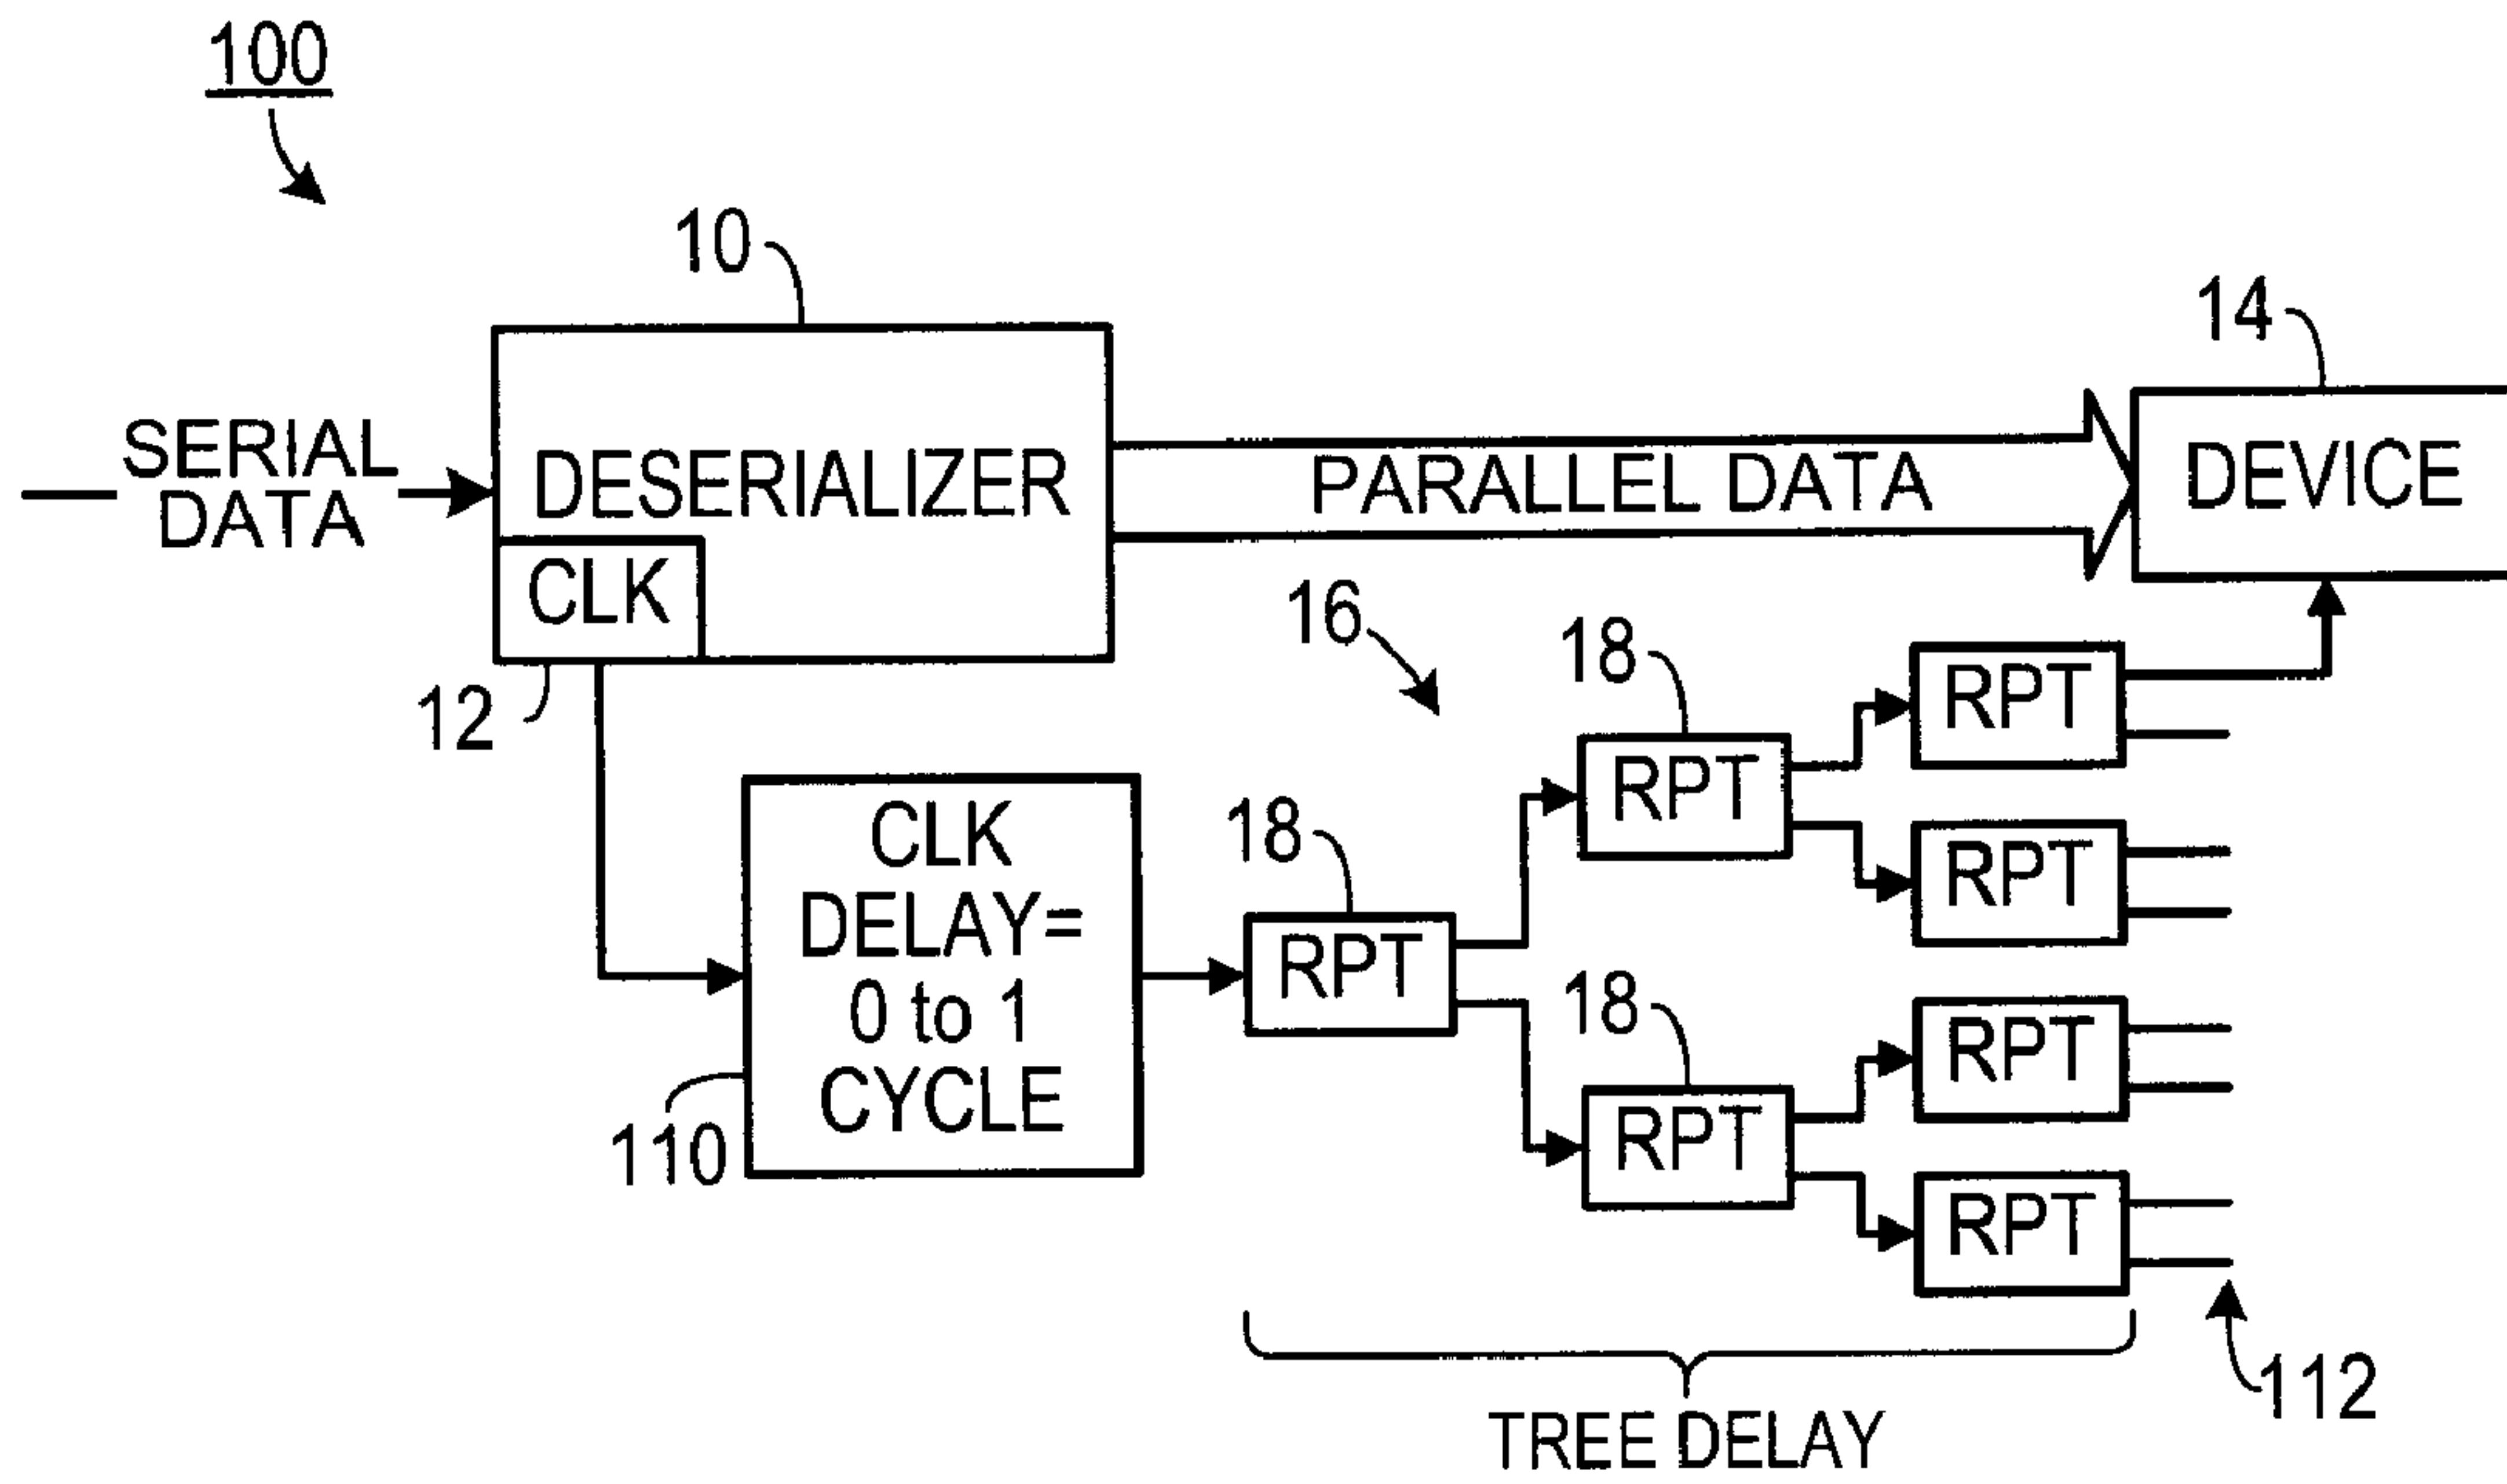 100
10
14
SERIAL
DATA
DESERIALIZER
PARALLEL DATA
DEVICE
CLK
12
16
18
RPT
RPT
18
RPT
RPT
CLK
DELAY=
0 to 1
CYCLE
110
RPT
18
RPT
RPT
RPT
112
TREE DELAY